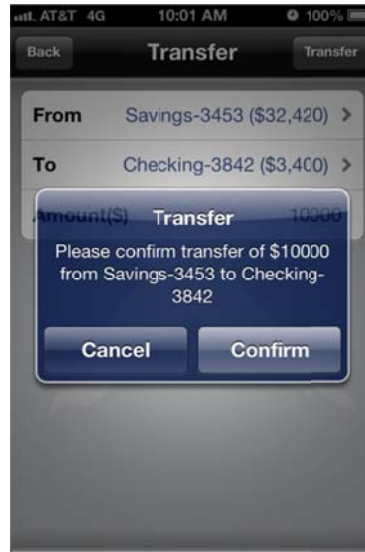 AT&T 4G 10:01 AM 100%
Back Transfer Transfer
From Savings-3453 ($32,420) >
To Checking-3842 ($3,400) >
Amount($) 10000
Transfer
Please confirm transfer of $10000
from Savings-3453 to Checking-
3842
Cancel Confirm